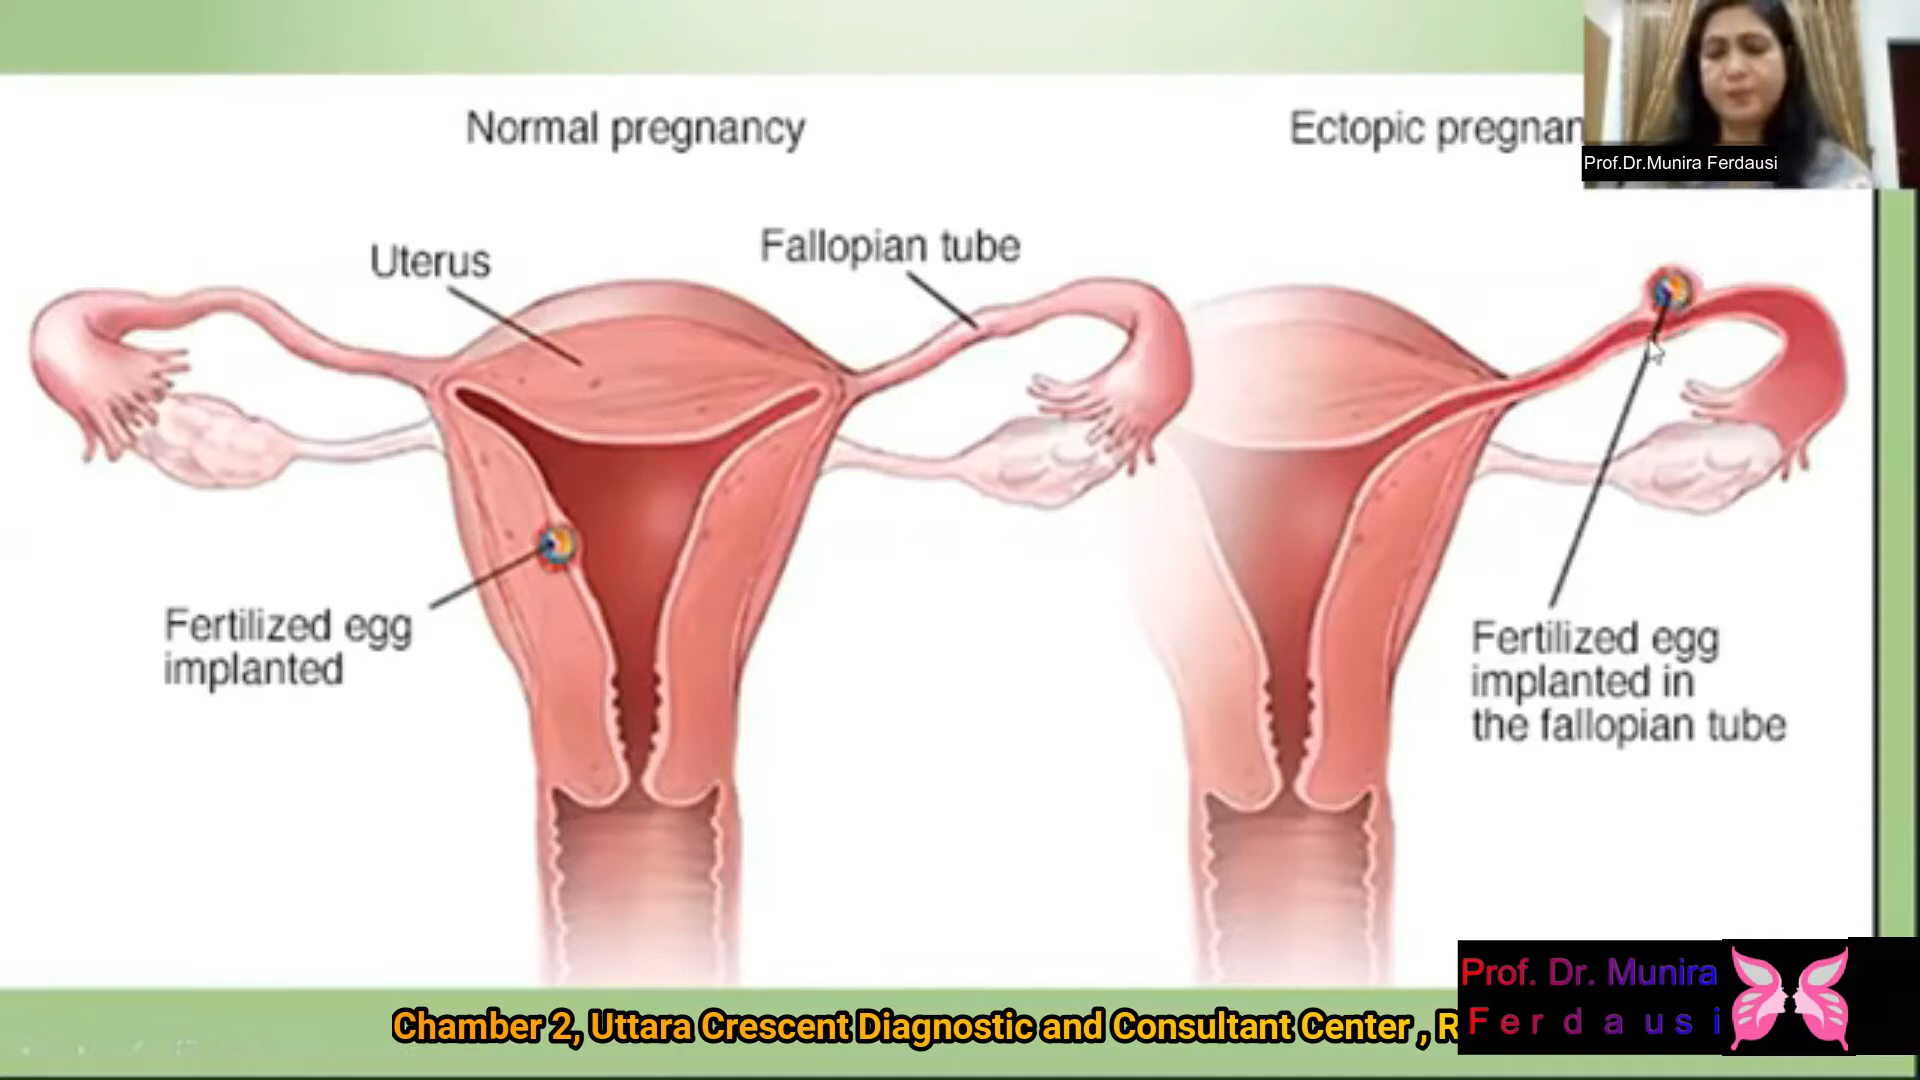 Normal pregnancy
Ectopic pregnan
Prof.Dr.Munira Ferdausi
Uterus
Fallopian tube
Fertilized egg
implanted
Fertilized egg
implanted in
the fallopian tube
Prof. Dr. Munira
Ferdausi
Chamber 2, Uttara Crescent Diagnostic and Consultant Center , R